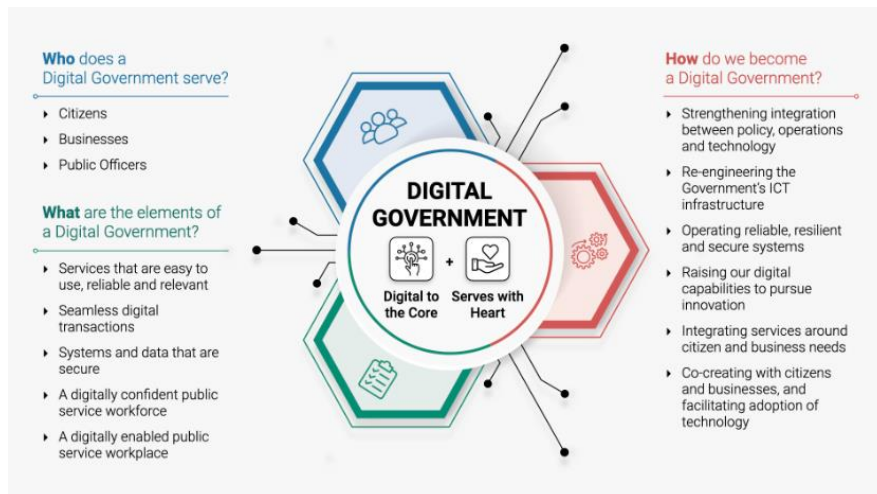 Who does a
Digital Government serve?
Citizens
Businesses
Public Officers
What are the elements of
a Digital Government?
Services that are easy to
use, reliable and relevant
Seamless digital
transactions
Systems and data that are
secure
A digitally confident public
service workforce
A digitally enabled public
service workplace
DIGITAL
GOVERNMENT
+
Digital to
the Core
Serves with
Heart
How do we become
a Digital Government?
Strengthening integration
between policy, operations
and technology
Re-engineering the
Government's ICT
infrastructure
Operating reliable, resilient
and secure systems
Raising our digital
capabilities to pursue
innovation
Integrating services around
citizen and business needs
Co-creating with citizens
and businesses, and
facilitating adoption of
technology